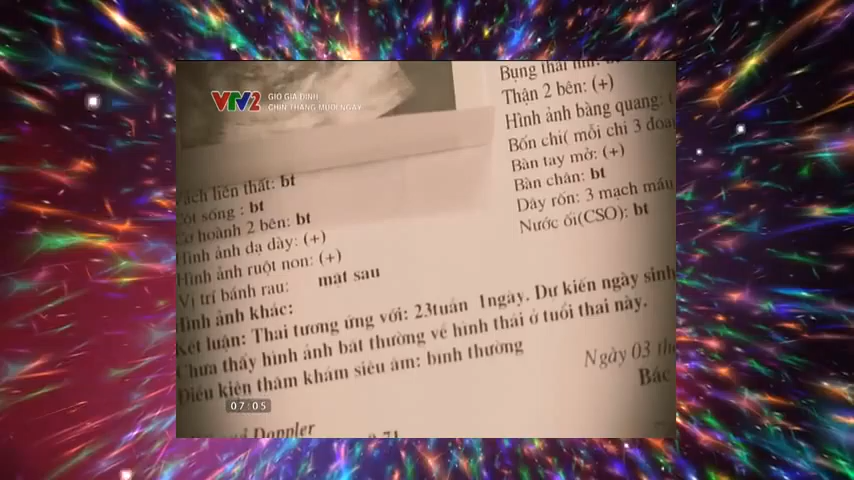 VTV2
GIỜ GIA ĐÌNH
CHÍN THÁNG MƯỜI NGÀY
Bụng thai nhi: bt
Thận 2 bên: (+)
Hình ảnh bàng quang: (
Bốn chi( mỗi chi 3 đoạ
Bàn tay mở: (+)
Bàn chân: bt
Dây rốn: 3 mạch máu
Nước ối(CSO): bt
Vách liên thất: bt
Cột sống : bt
Cơ hoành 2 bên: bt
Hình ảnh dạ dày: (+)
Hình ảnh ruột non: (+)
Vị trí bánh rau: mặt sau
Hình ảnh khác:
Kết luận: Thai tương ứng với: 23tuần 1ngày. Dự kiến ngày sinh
Chưa thấy hình ảnh bất thường về hình thái ở tuổi thai này.
Điều kiện thăm khám siêu âm: bình thường
Ngày 03 th
Bác
07:05
Doppler